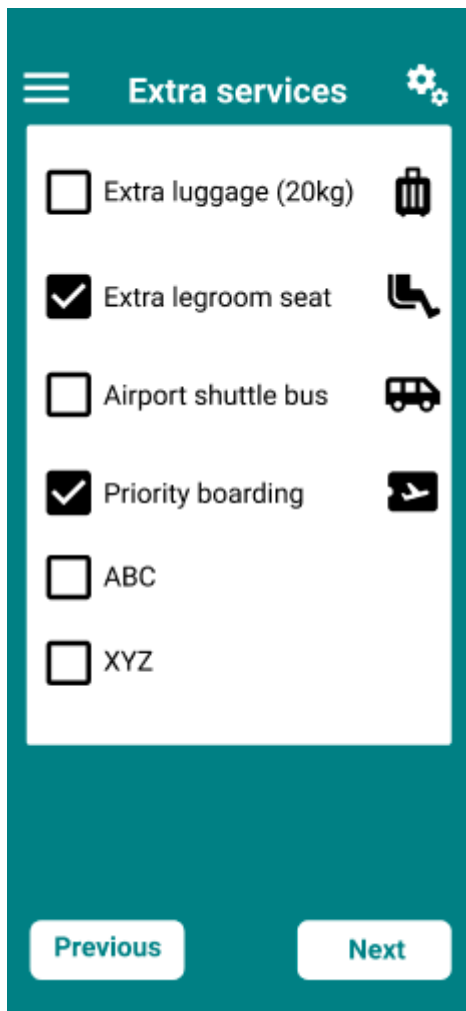 Extra services
Extra luggage (20kg)
Extra legroom seat
Airport shuttle bus
Priority boarding
ABC
XYZ
Previous
Next